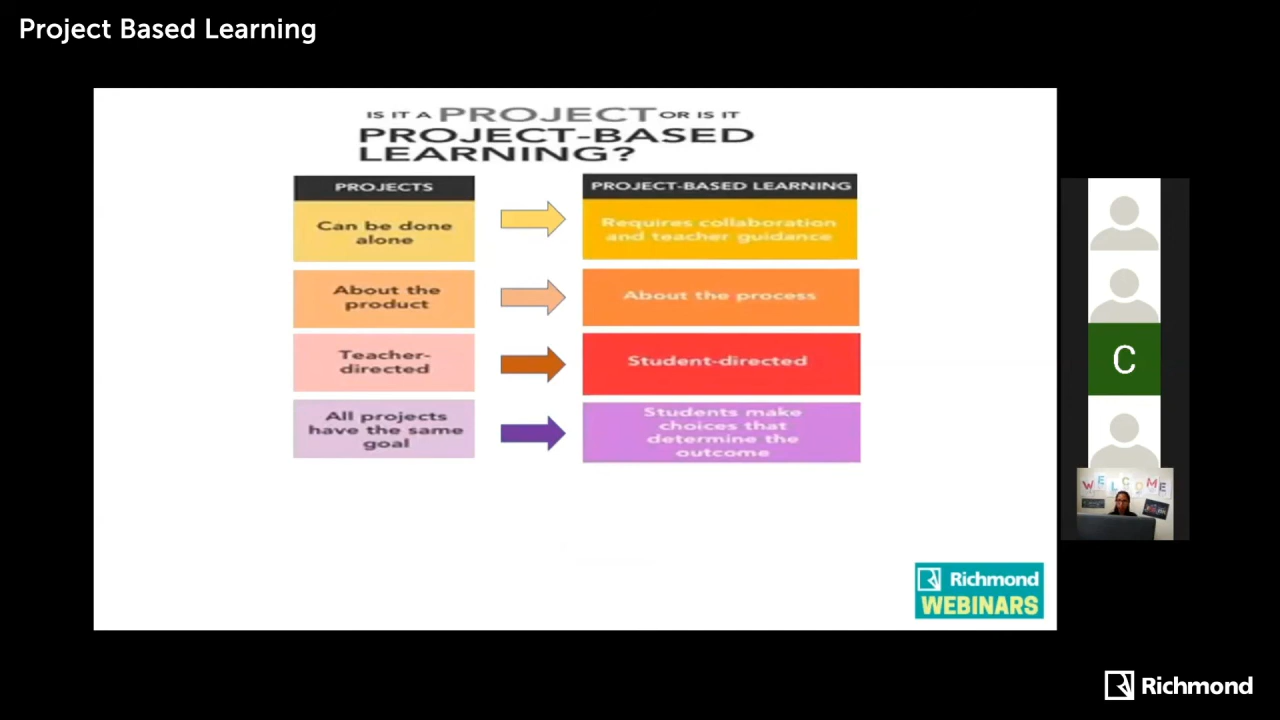 Project Based Learning
IS IT A PROJECT OR IS IT
PROJECT-BASED
LEARNING?
PROJECTS
PROJECT-BASED LEARNING
Can be done
alone
Requires collaboration
and teacher guidance
About the
product
About the process
Teacher-
directed
Student-directed
All projects
have the same
goal
Students make
choices that
determine the
outcome
C
WELCOME
Richmond
WEBINARS
Richmond